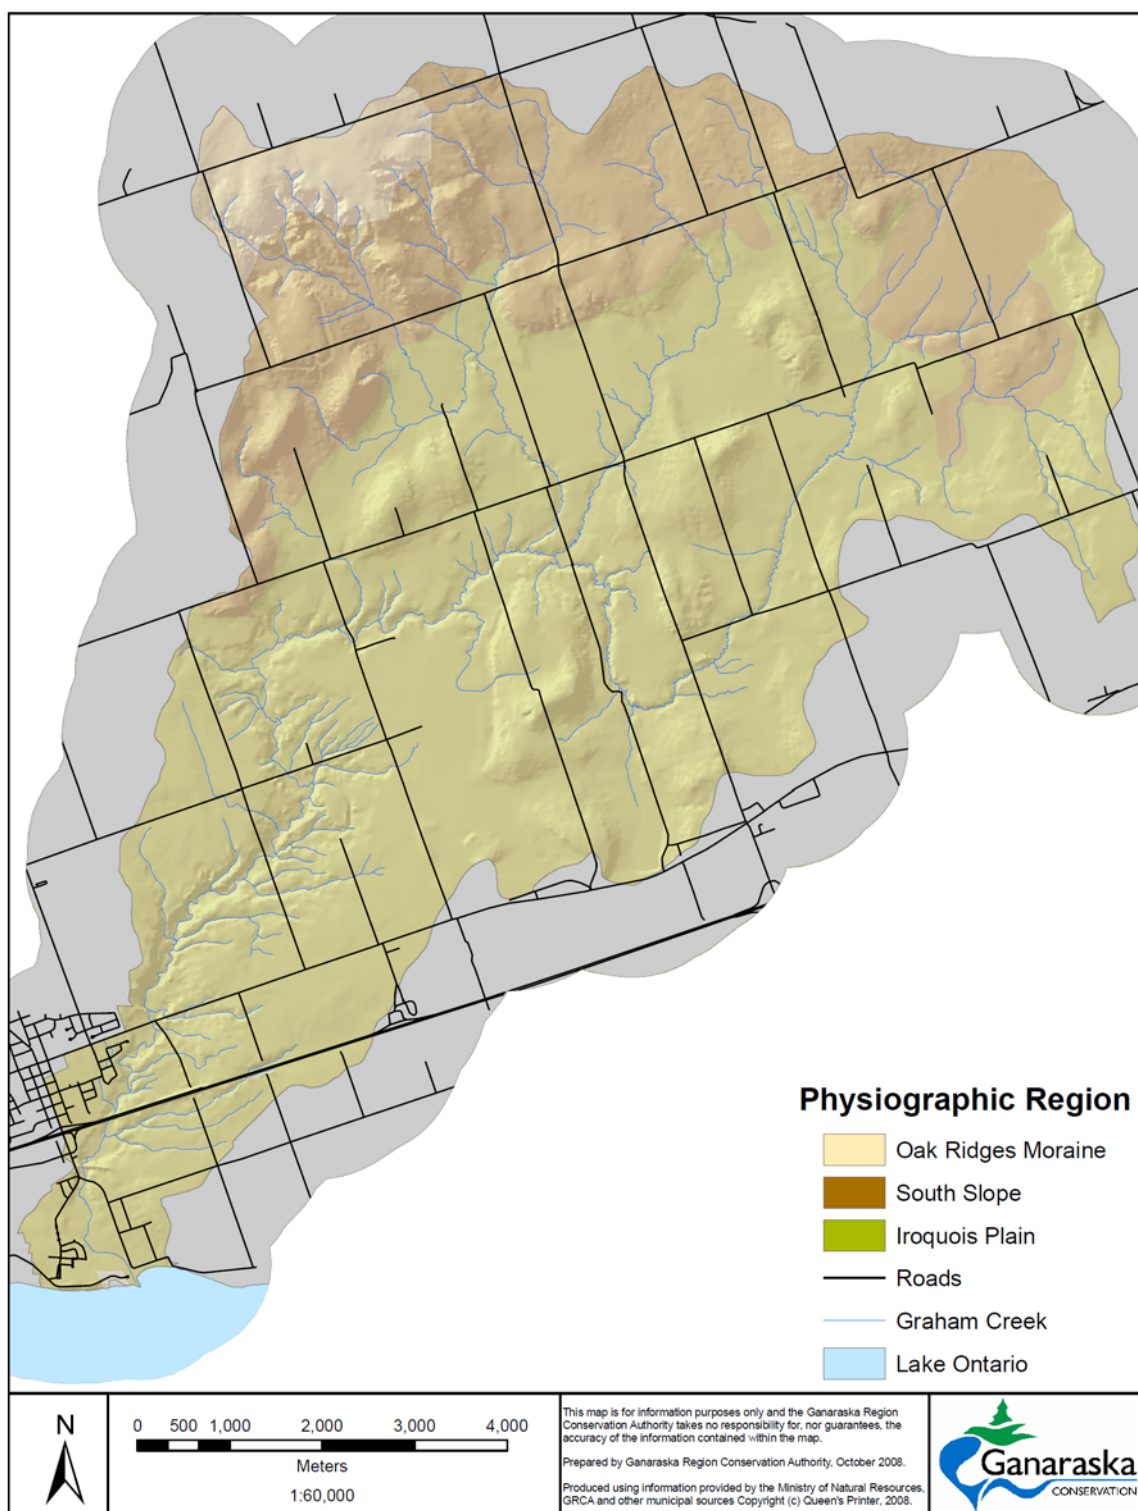 Physiographic Region
Oak Ridges Moraine
South Slope
Iroquois Plain
Roads
Graham Creek
Lake Ontario
N
0 500 1,000 2,000 3,000 4,000
Meters
1:60,000
This map is for information purposes only and the Ganaraska Region
Conservation Authority takes no responsibility for, nor guarantees, the
accuracy of the information contained within the map.
Prepared by Ganaraska Region Conservation Authority, October 2008.
Produced using information provided by the Ministry of Natural Resources,
GRCA and other municipal sources Copyright (c) Queen's Printer, 2008.
Ganaraska
CONSERVATION